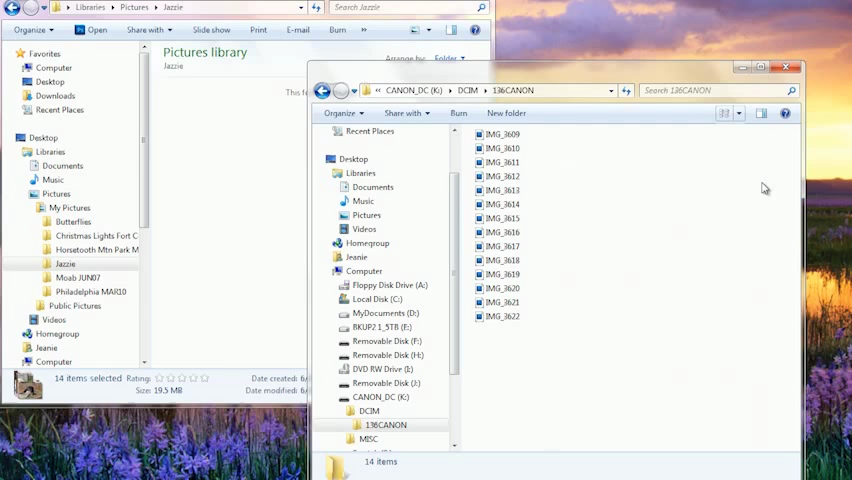 Libraries Pictures Jazzie
Search Jazzie
Organize Open Share with Slide show Print E-mail Burn »
Pictures library
Jazzie
Arrange by: Folder
This fo
Favorites
Computer
Desktop
Downloads
Recent Places
Desktop
Libraries
Documents
Music
Pictures
My Pictures
Butterflies
Christmas Lights Fort C
Horsetooth Mtn Park M
Jazzie
Moab JUN07
Philadelphia MAR10
Public Pictures
Videos
Homegroup
Jeanie
Computer
14 items selected Rating:
Size: 19.5 MB
Date created: 6/
Date modified: 6/
« CANON_DC (K:) DCIM 136CANON
Search 136CANON
Organize Share with Burn New folder
Recent Places
Desktop
Libraries
Documents
Music
Pictures
Videos
Homegroup
Jeanie
Computer
Floppy Disk Drive (A:)
Local Disk (C:)
MyDocuments (D:)
BKUP2 1_5TB (E:)
Removable Disk (F:)
Removable Disk (H:)
DVD RW Drive (I:)
Removable Disk (J:)
CANON_DC (K:)
DCIM
136CANON
MISC
IMG_3609
IMG_3610
IMG_3611
IMG_3612
IMG_3613
IMG_3614
IMG_3615
IMG_3616
IMG_3617
IMG_3618
IMG_3619
IMG_3620
IMG_3621
IMG_3622
14 items